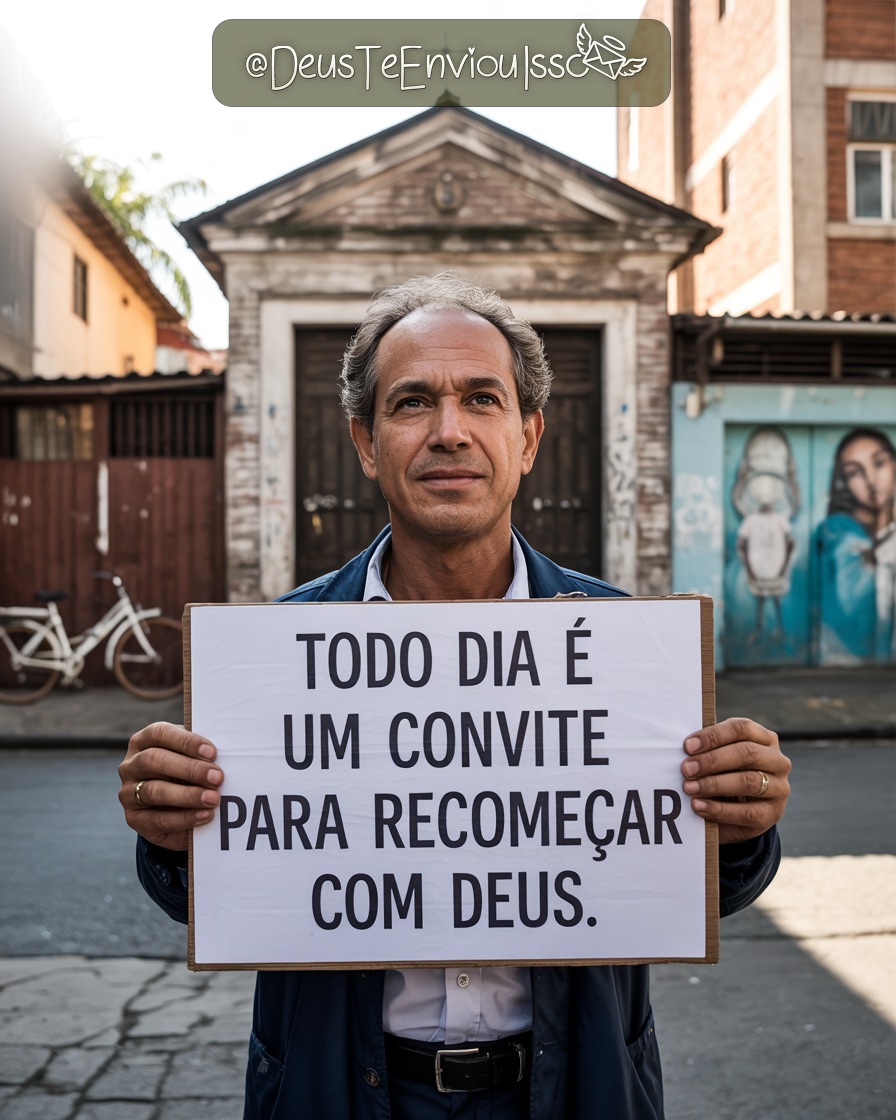 @DeusTeEnviouIsso
TODO DIA É
UM CONVITE
PARA RECOMEÇAR
COM DEUS.